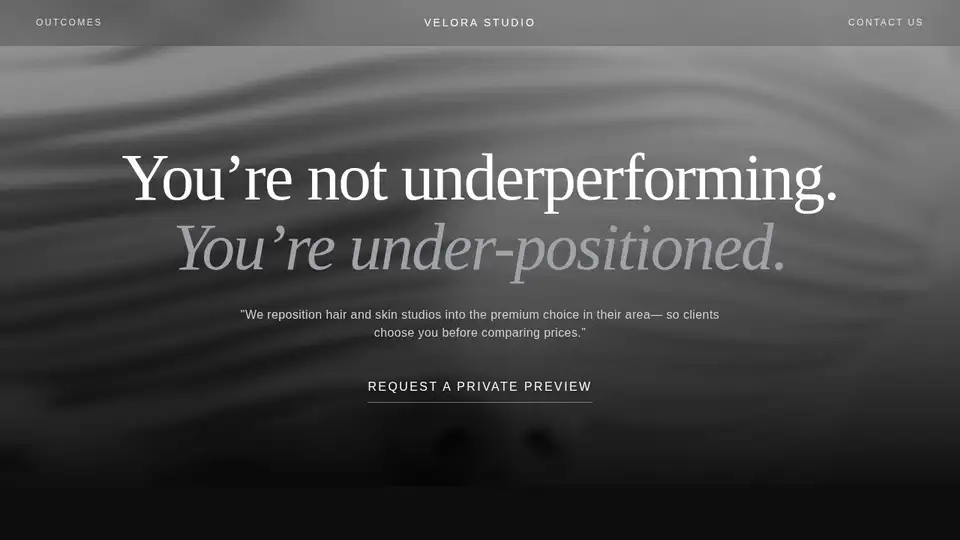 OUTCOMES
VELORA STUDIO
CONTACT US
You’re not underperforming.
You’re under-positioned.
"We reposition hair and skin studios into the premium choice in their area— so clients
choose you before comparing prices."
REQUEST A PRIVATE PREVIEW